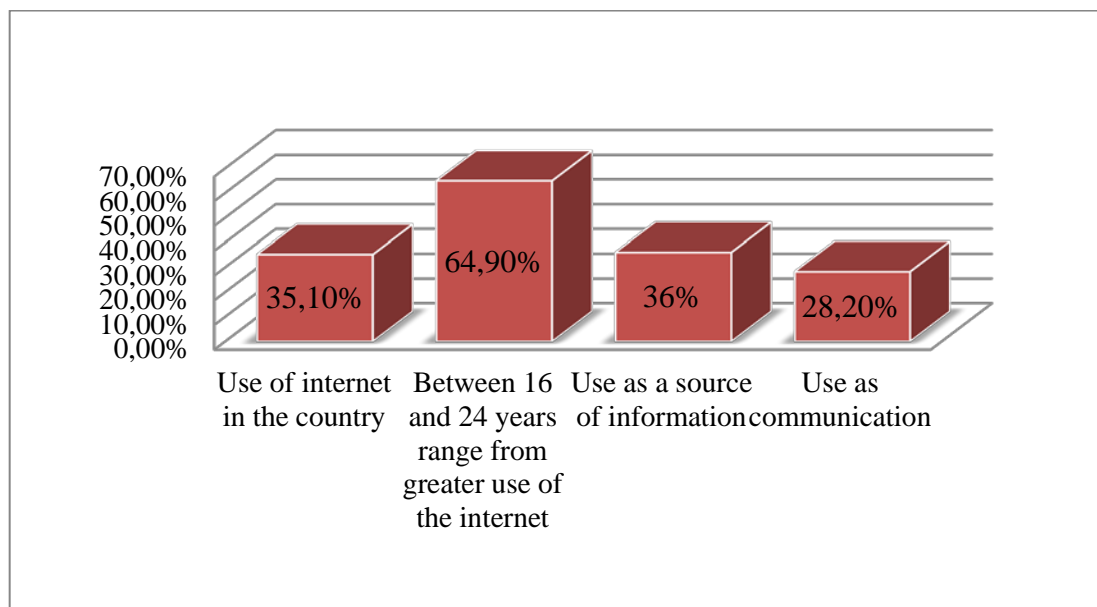 70,00%
60,00%
50,00%
40,00%
30,00%
20,00%
10,00%
0,00%
35,10%
64,90%
36%
28,20%
Use of internet
in the country
Between 16
and 24 years
range from
greater use of
the internet
Use as a source
of information
Use as
communication